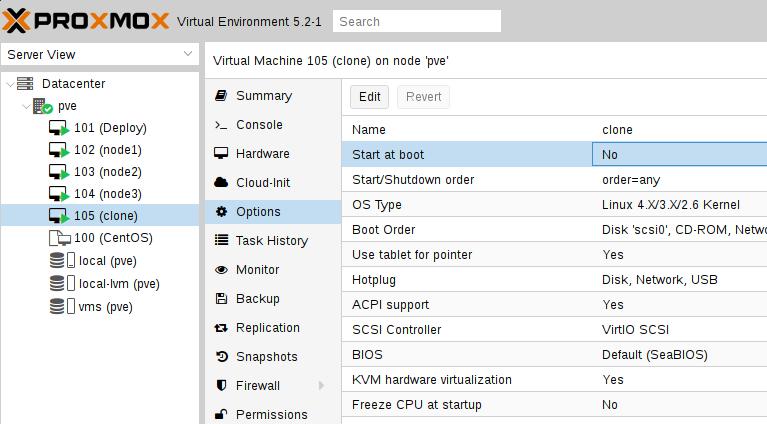 PROXMOX Virtual Environment 5.2-1 Search
Server View
Datacenter
pve
101 (Deploy)
102 (node1)
103 (node2)
104 (node3)
105 (clone)
100 (CentOS)
local (pve)
local-lvm (pve)
vms (pve)
Virtual Machine 105 (clone) on node 'pve'
Summary
Console
Hardware
Cloud-Init
Options
Task History
Monitor
Backup
Replication
Snapshots
Firewall
Permissions
Edit Revert
Name clone
Start at boot No
Start/Shutdown order order=any
OS Type Linux 4.X/3.X/2.6 Kernel
Boot Order Disk 'scsi0', CD-ROM, Netwo
Use tablet for pointer Yes
Hotplug Disk, Network, USB
ACPI support Yes
SCSI Controller VirtIO SCSI
BIOS Default (SeaBIOS)
KVM hardware virtualization Yes
Freeze CPU at startup No